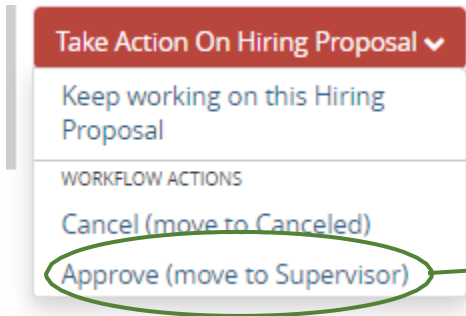 Take Action On Hiring Proposal
Keep working on this Hiring
Proposal
WORKFLOW ACTIONS
Cancel (move to Canceled)
Approve (move to Supervisor)